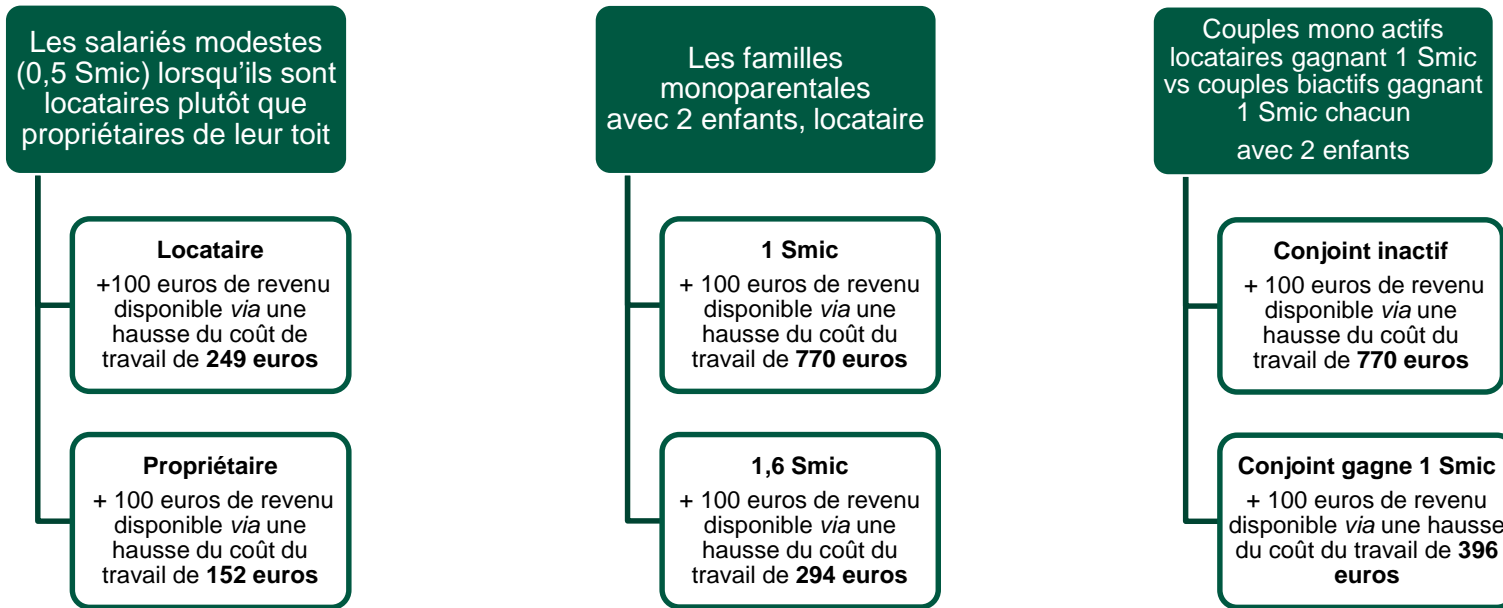 Les salariés modestes
(0,5 Smic) lorsqu'ils sont
locataires plutôt que
propriétaires de leur toit
Locataire
+100 euros de revenu
disponible via une
hausse du coût de
travail de 249 euros
Propriétaire
+ 100 euros de revenu
disponible via une
hausse du coût du
travail de 152 euros
Les familles
monoparentales
avec 2 enfants, locataire
1 Smic
+ 100 euros de revenu
disponible via une
hausse du coût du
travail de 770 euros
1,6 Smic
+ 100 euros de revenu
disponible via une
hausse du coût du
travail de 294 euros
Couples mono actifs
locataires gagnant 1 Smic
vs couples biactifs gagnant
1 Smic chacun
avec 2 enfants
Conjoint inactif
+ 100 euros de revenu
disponible via une
hausse du coût du
travail de 770 euros
Conjoint gagne 1 Smic
+ 100 euros de revenu
disponible via une hausse
du coût du travail de 396
euros